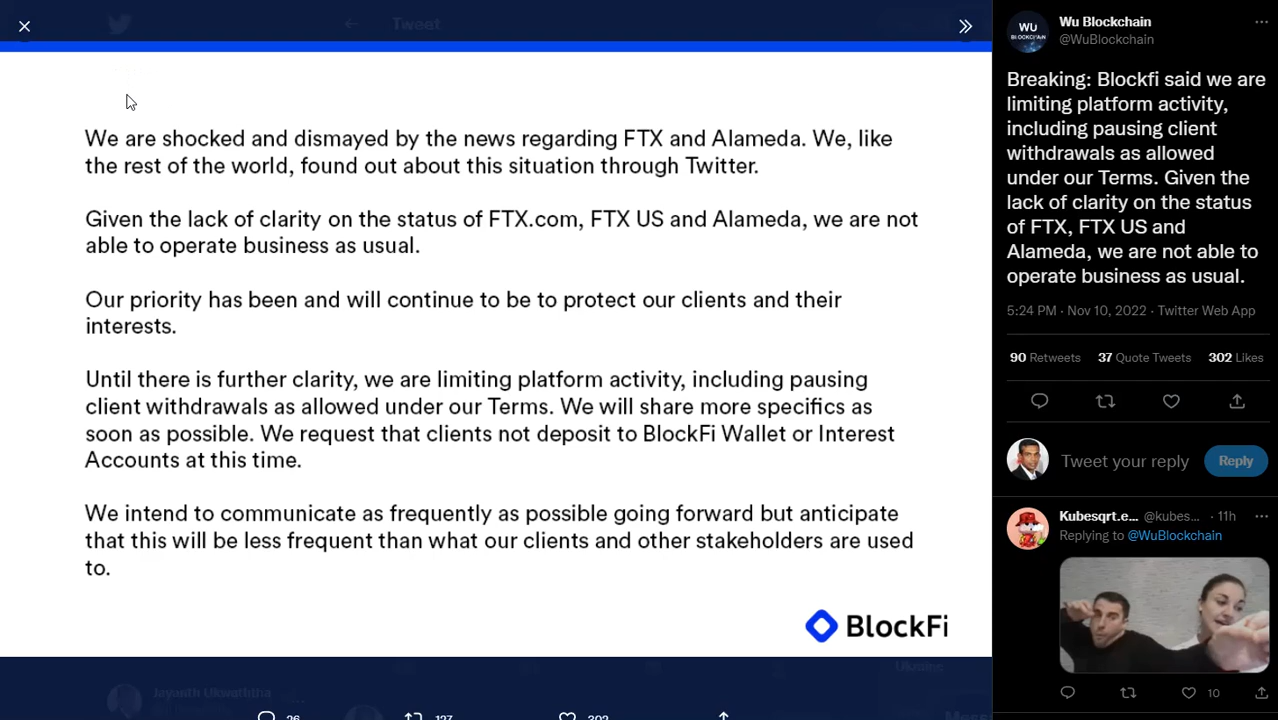 Tweet
We are shocked and dismayed by the news regarding FTX and Alameda. We, like
the rest of the world, found out about this situation through Twitter.
Given the lack of clarity on the status of FTX.com, FTX US and Alameda, we are not
able to operate business as usual.
Our priority has been and will continue to be to protect our clients and their
interests.
Until there is further clarity, we are limiting platform activity, including pausing
client withdrawals as allowed under our Terms. We will share more specifics as
soon as possible. We request that clients not deposit to BlockFi Wallet or Interest
Accounts at this time.
We intend to communicate as frequently as possible going forward but anticipate
that this will be less frequent than what our clients and other stakeholders are used
to.
BlockFi
26 127 302
WU
BLOCKCHAIN
Wu Blockchain
@WuBlockchain
Breaking: Blockfi said we are
limiting platform activity,
including pausing client
withdrawals as allowed
under our Terms. Given the
lack of clarity on the status
of FTX, FTX US and
Alameda, we are not able to
operate business as usual.
5:24 PM · Nov 10, 2022 · Twitter Web App
90 Retweets 37 Quote Tweets 302 Likes
Tweet your reply Reply
Kubesqrt.e... @kubes... · 11h
Replying to @WuBlockchain
10